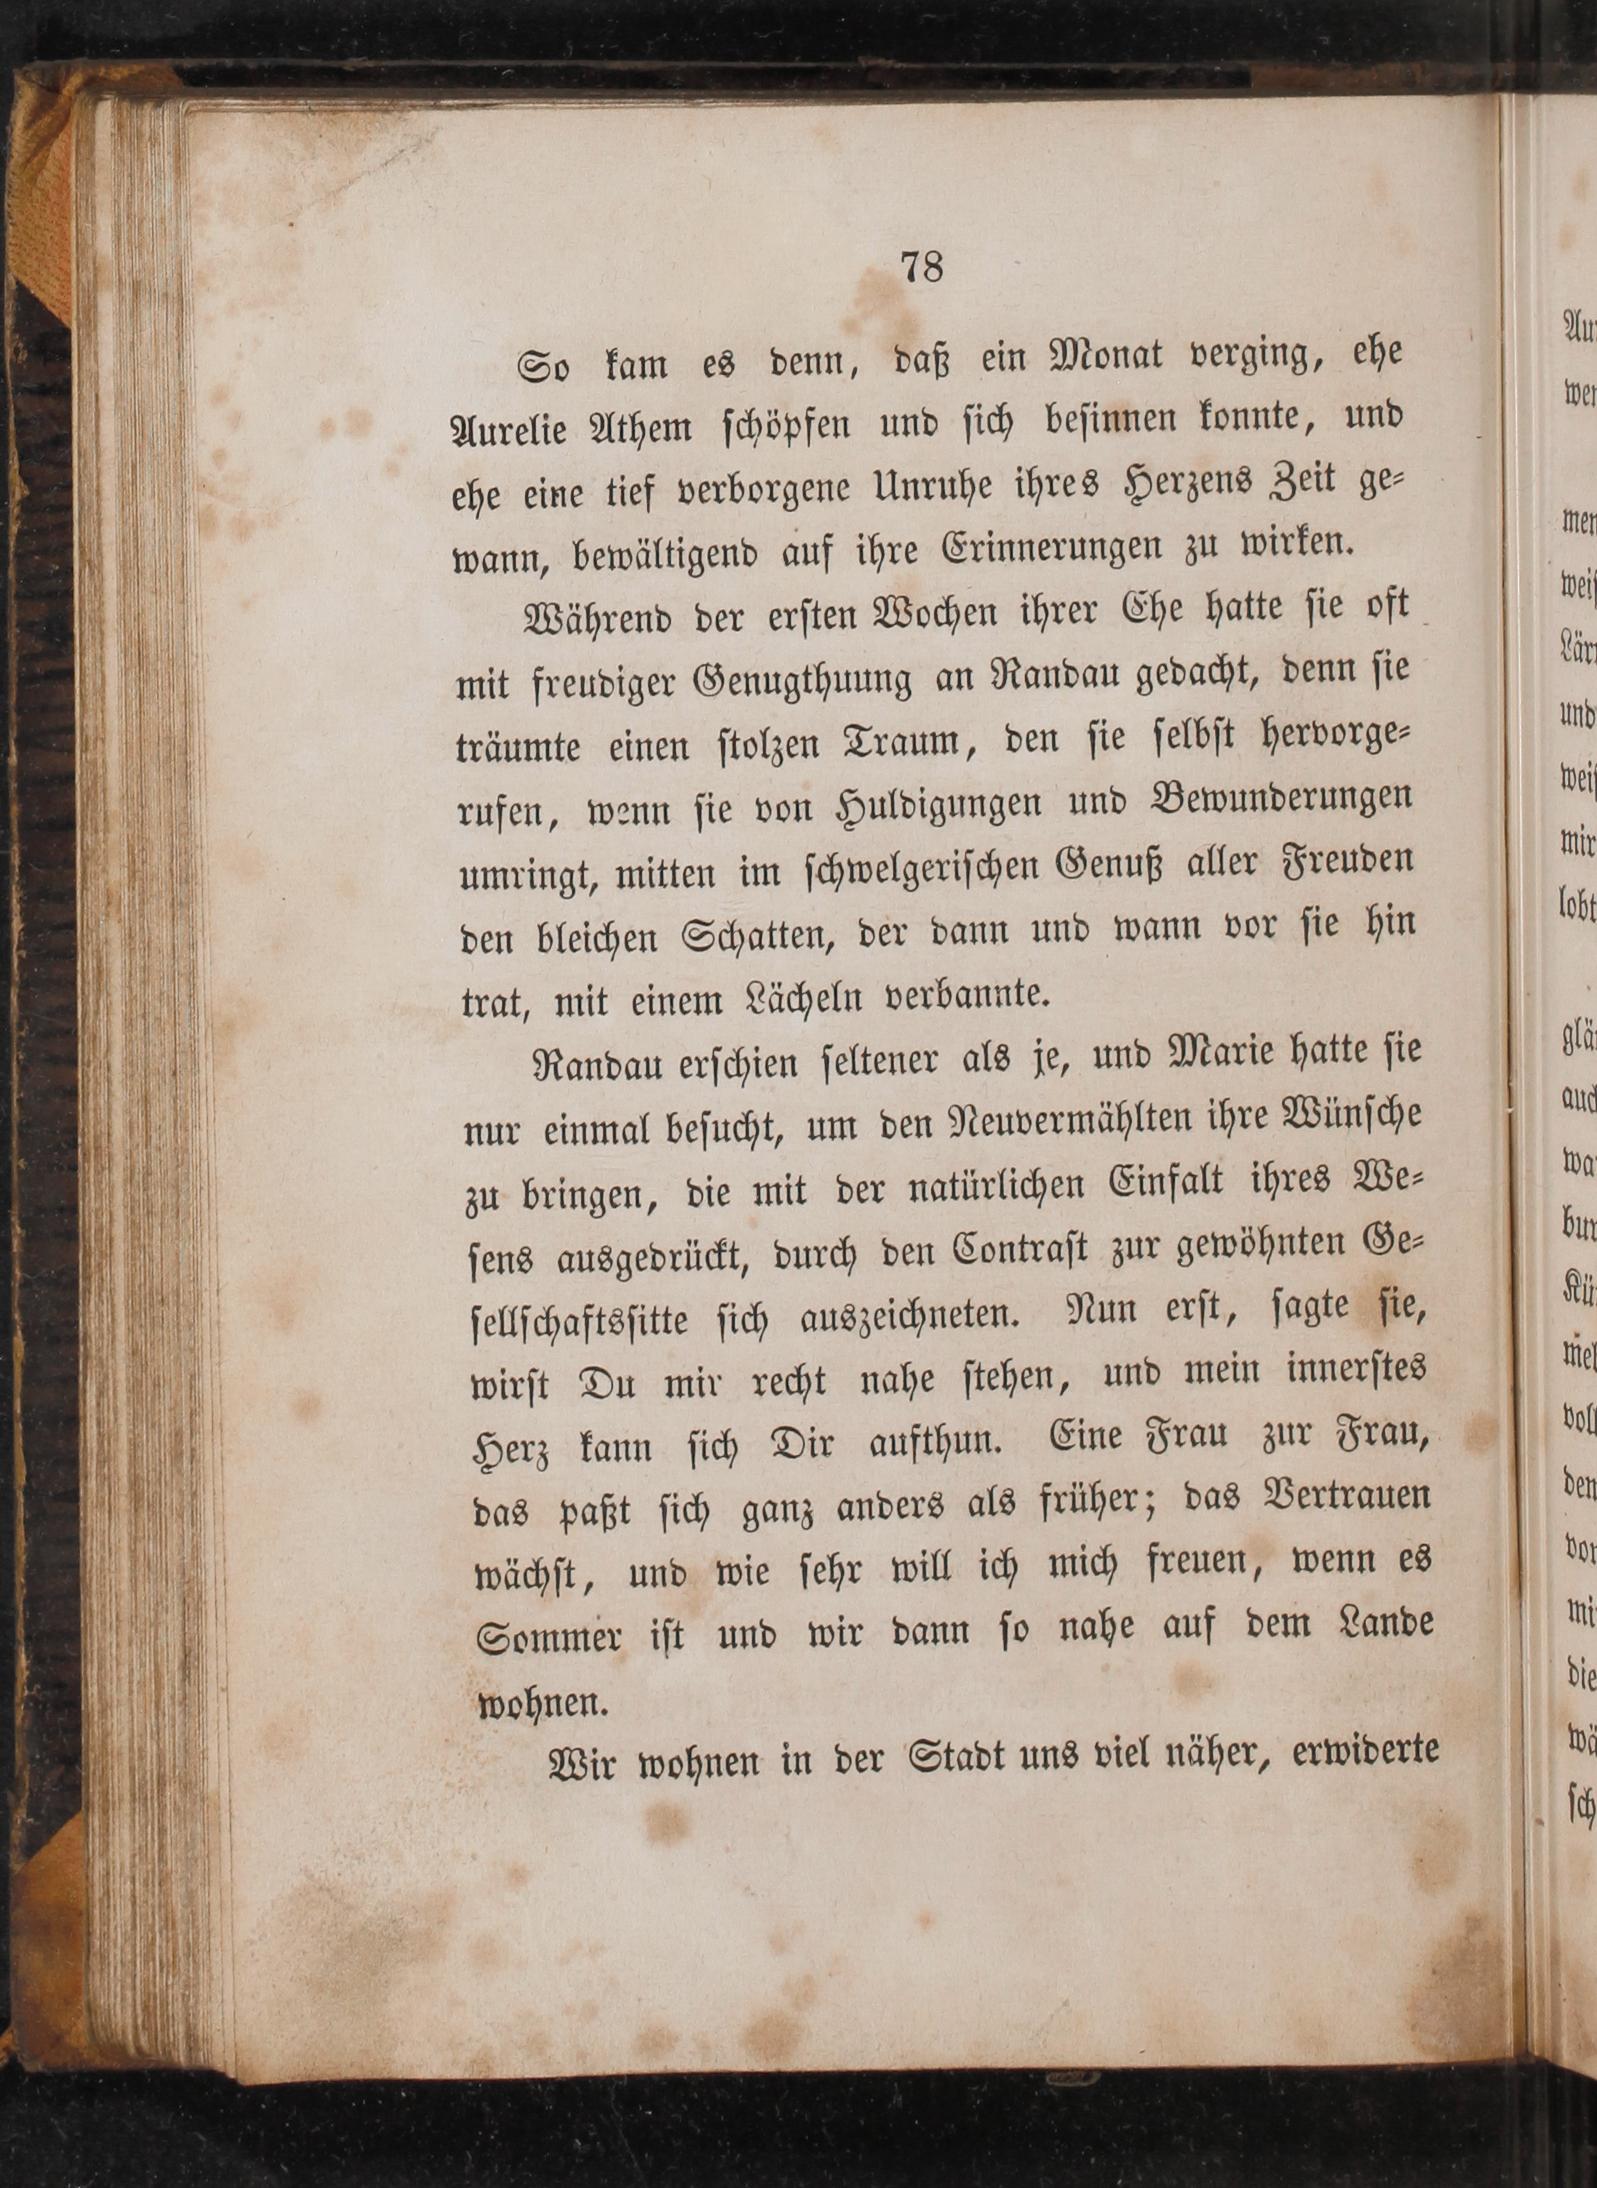 78
So kam es denn, daß ein Monat verging, ehe
Aurelie Athem schöpfen und sich besinnen konnte, und
ehe eine tief verborgene Unruhe ihres Herzens Zeit ge⸗
wann, bewältigend auf ihre Erinnerungen zu wirken.
Während der ersten Wochen ihrer Ehe hatte sie oft
mit freudiger Genugthuung an Randau gedacht, denn sie
träumte einen stolzen Traum, den sie selbst hervorge⸗
rufen, wenn sie von Huldigungen und Bewunderungen
umringt, mitten im schwelgerischen Genuß aller Freuden
den bleichen Schatten, der dann und wann vor sie hin
trat, mit einem Lächeln verbannte.
Randau erschien seltener als je, und Marie hatte sie
nur einmal besucht, um den Neuvermählten ihre Wünsche
zu bringen, die mit der natürlichen Einfalt ihres We⸗
sens ausgedrückt, durch den Contrast zur gewöhnten Ge⸗
sellschaftssitte sich auszeichneten. Nun erst, sagte sie,
wirst Du mir recht nahe stehen, und mein innerstes
Herz kann sich Dir aufthun. Eine Frau zur Frau,
das paßt sich ganz anders als früher; das Vertrauen
wächst, und wie sehr will ich mich freuen, wenn es
Sommer ist und wir dann so nahe auf dem Lande
wohnen.
Wir wohnen in der Stadt uns viel näher, erwiderte